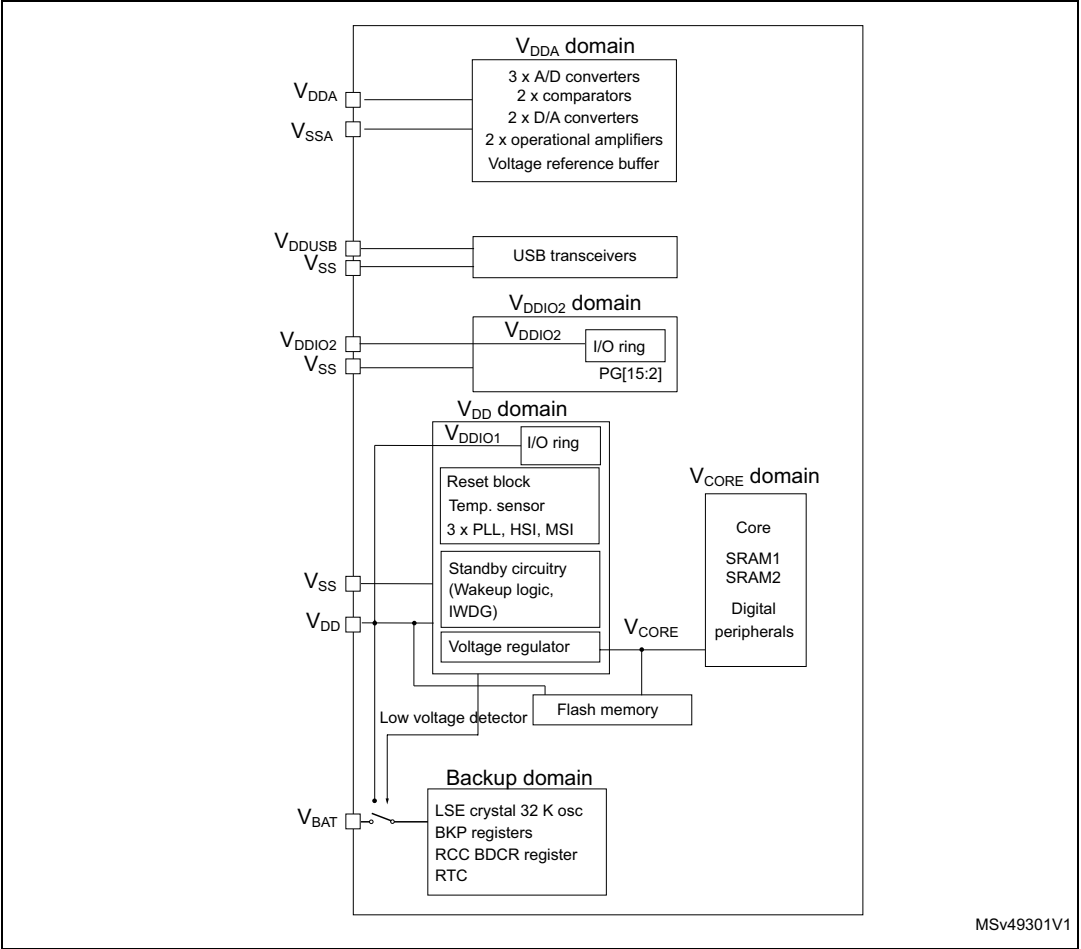 VDDA domain
VDDA
VSSA
3 x A/D converters
2 x comparators
2 x D/A converters
2 x operational amplifiers
Voltage reference buffer
VDDUSB
VSS
USB transceivers
VDDIO2 domain
VDDIO2
VSS
VDDIO2
I/O ring
PG[15:2]
VDD domain
VDDIO1
I/O ring
Reset block
Temp. sensor
3 x PLL, HSI, MSI
VSS
VDD
Standby circuitry
(Wakeup logic,
IWDG)
Voltage regulator
VCORE
VCORE domain
Core
SRAM1
SRAM2
Digital
peripherals
Flash memory
Low voltage detector
Backup domain
VBAT
LSE crystal 32 K osc
BKP registers
RCC BDCR register
RTC
MSv49301V1